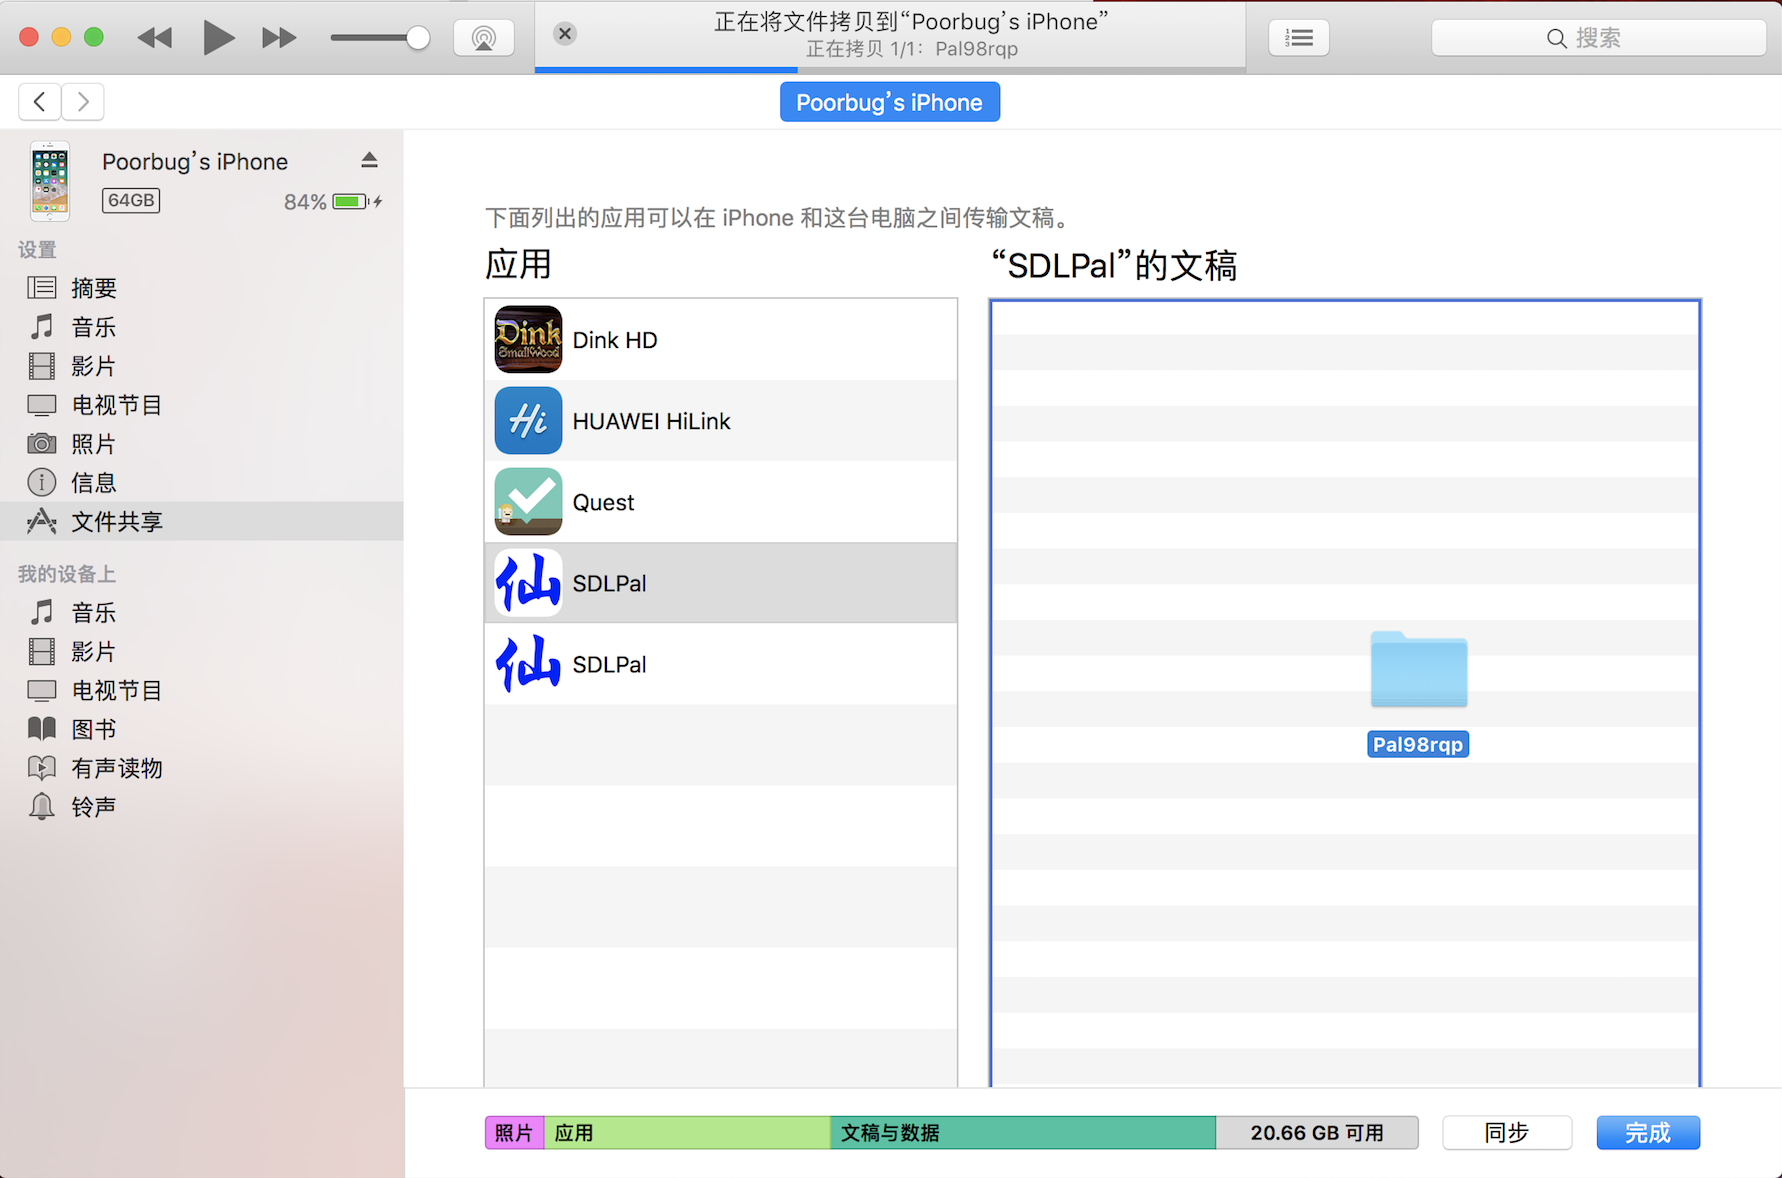 正在将文件拷贝到“Poorbug’s iPhone”
正在拷贝 1/1：Pal98rqp
搜索
Poorbug’s iPhone
Poorbug’s iPhone
64GB
84%
设置
摘要
音乐
影片
电视节目
照片
信息
文件共享
我的设备上
音乐
影片
电视节目
图书
有声读物
铃声
下面列出的应用可以在 iPhone 和这台电脑之间传输文稿。
应用
Dink SmallWood
Dink HD
Hi
HUAWEI HiLink
Quest
仙
SDLPal
仙
SDLPal
“SDLPal”的文稿
Pal98rqp
照片
应用
文稿与数据
20.66 GB 可用
同步
完成